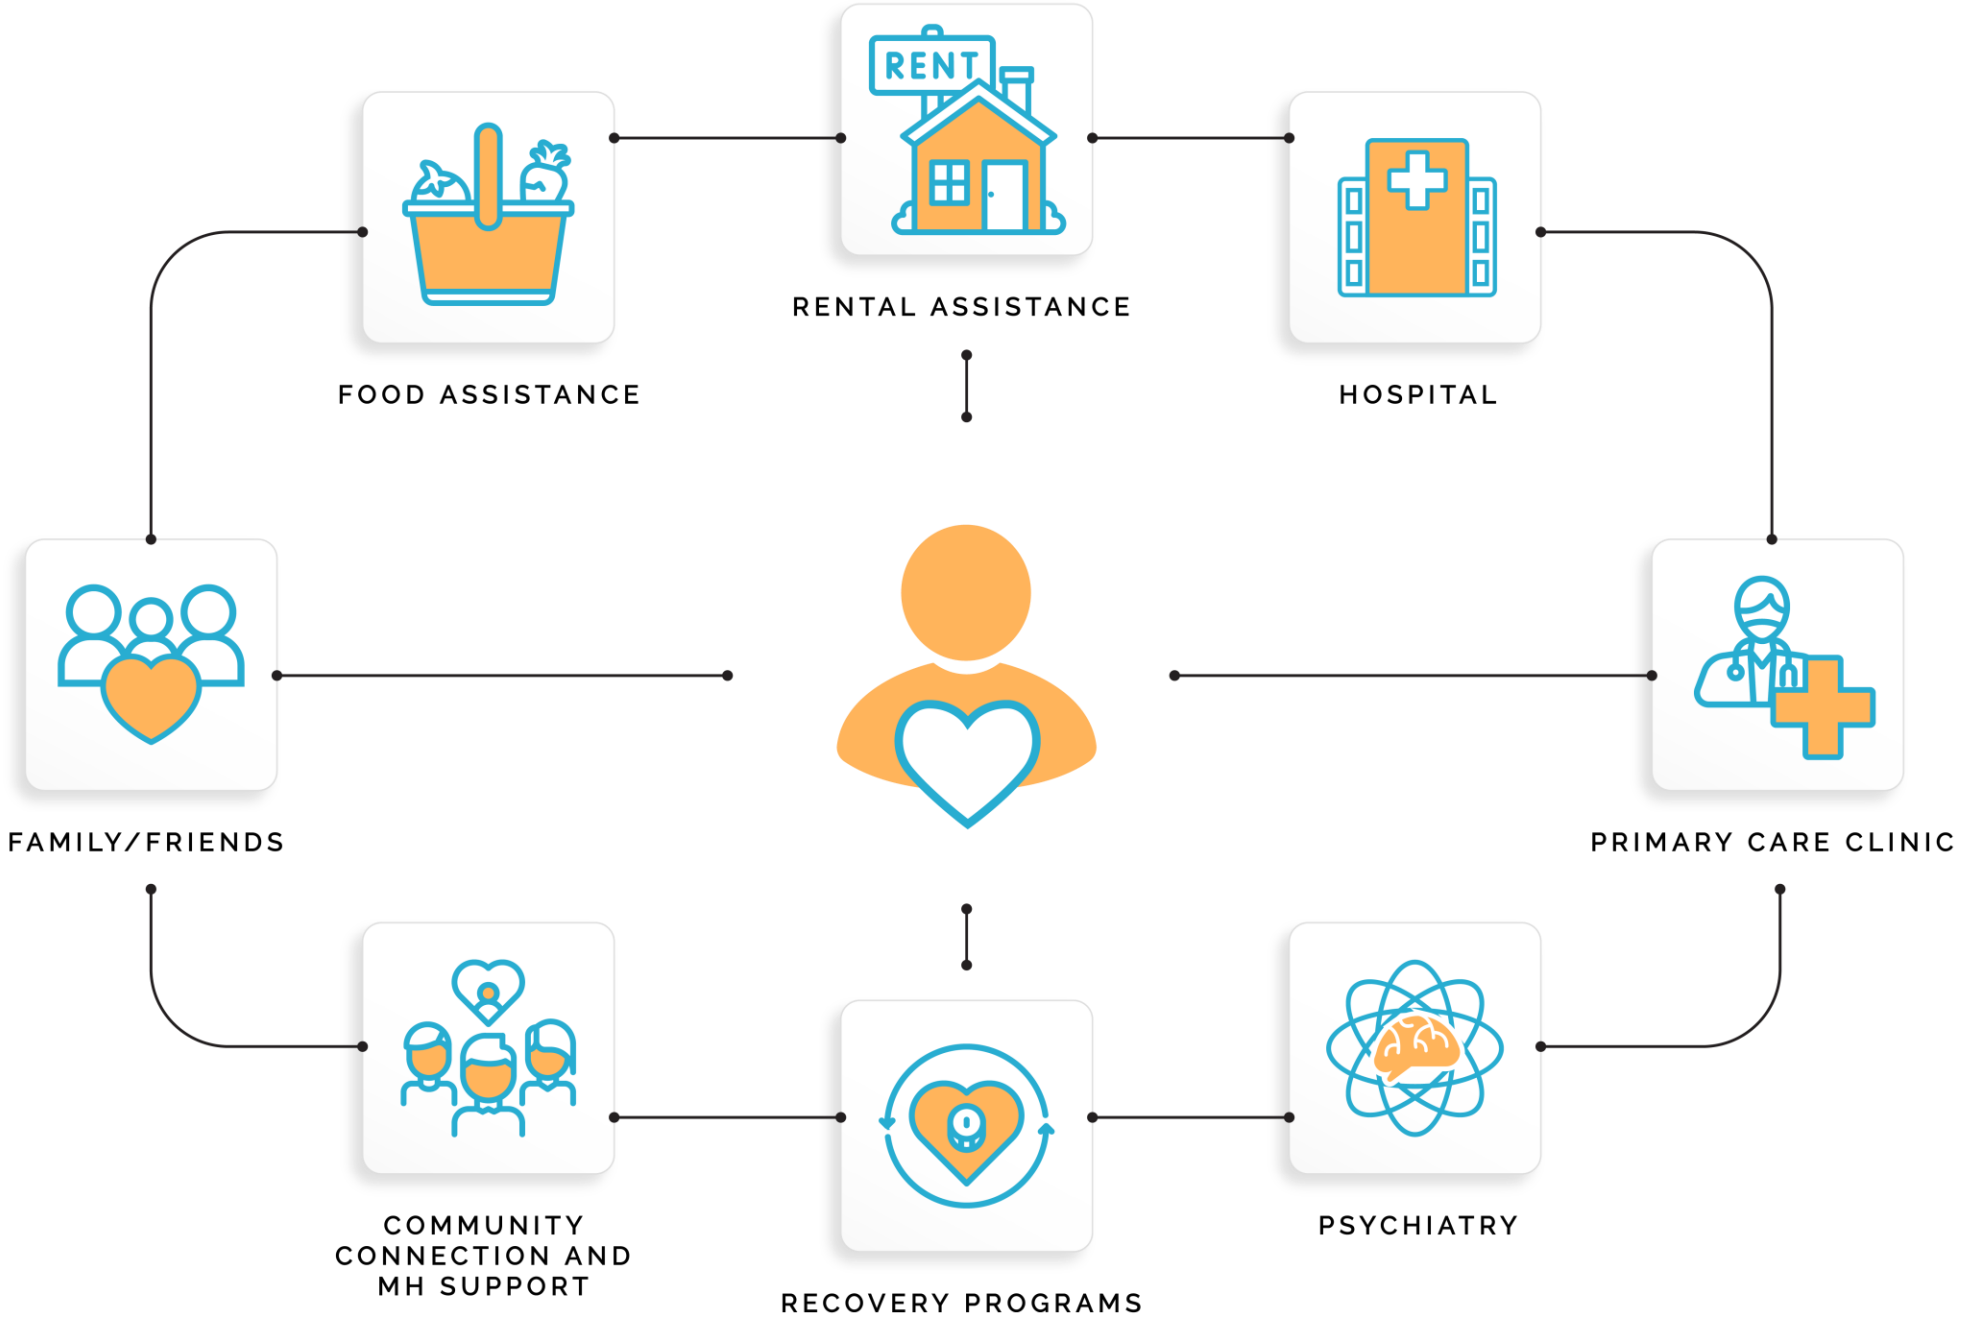 RENT
RENTAL ASSISTANCE
FOOD ASSISTANCE
HOSPITAL
FAMILY/FRIENDS
PRIMARY CARE CLINIC
COMMUNITY
CONNECTION AND
MH SUPPORT
PSYCHIATRY
RECOVERY PROGRAMS